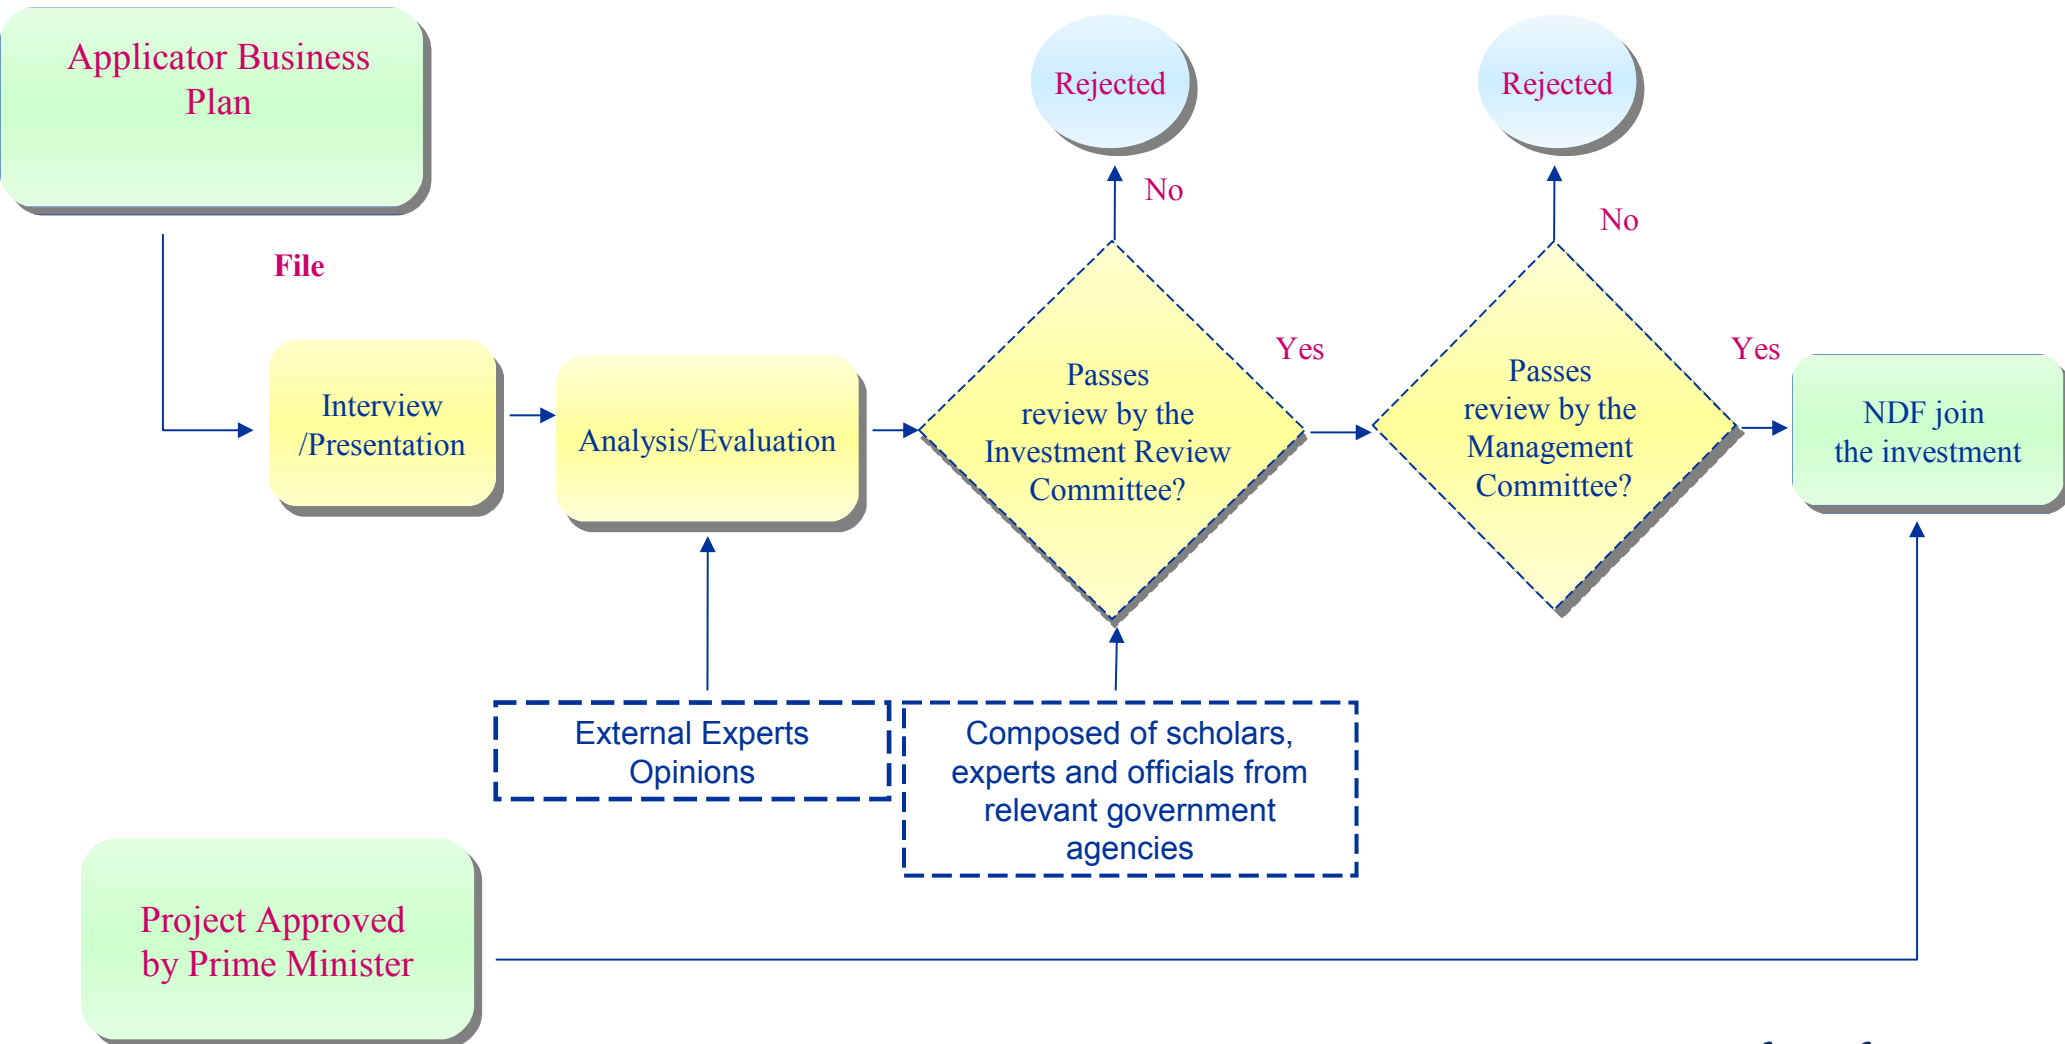 Applicator Business
Plan
Rejected
Rejected
No
No
File
Yes
Yes
Interview
/Presentation
Analysis/Evaluation
Passes
review by the
Investment Review
Committee?
Passes
review by the
Management
Committee?
NDF join
the investment
External Experts
Opinions
Composed of scholars,
experts and officials from
relevant government
agencies
Project Approved
by Prime Minister